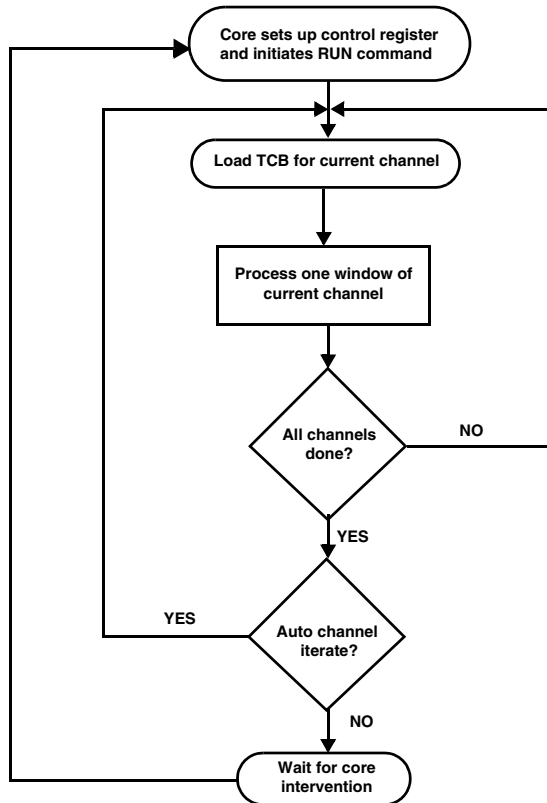 Core sets up control register
and initiates RUN command
Load TCB for current channel
Process one window of
current channel
All channels
done?
NO
YES
Auto channel
iterate?
YES
NO
Wait for core
intervention